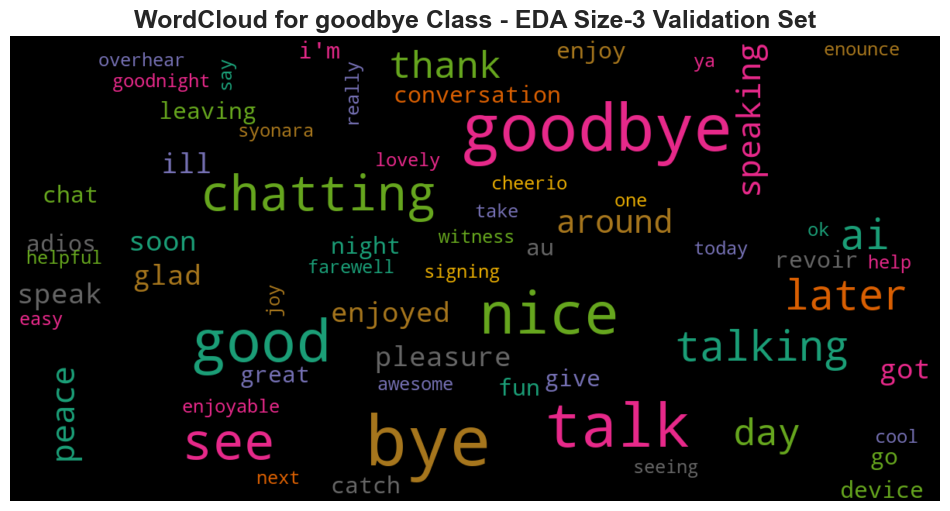 WordCloud for goodbye Class - EDA Size-3 Validation Set
overhear
goodnight
say
i'm
really
thank
enjoy
ya
speaking
enounce
conversation
leaving
syonara
goodbye
ill
lovely
chatting
cheerio
chat
take
one
around
adios
helpful
soon
night
witness
au
today
ok
ai
revoir
help
glad
farewell
signing
speak
joy
easy
enjoyed
nice
later
good
pleasure
talking
great
awesome
fun
give
got
peace
enjoyable
see
bye
talk
day
cool
next
catch
seeing
go
device